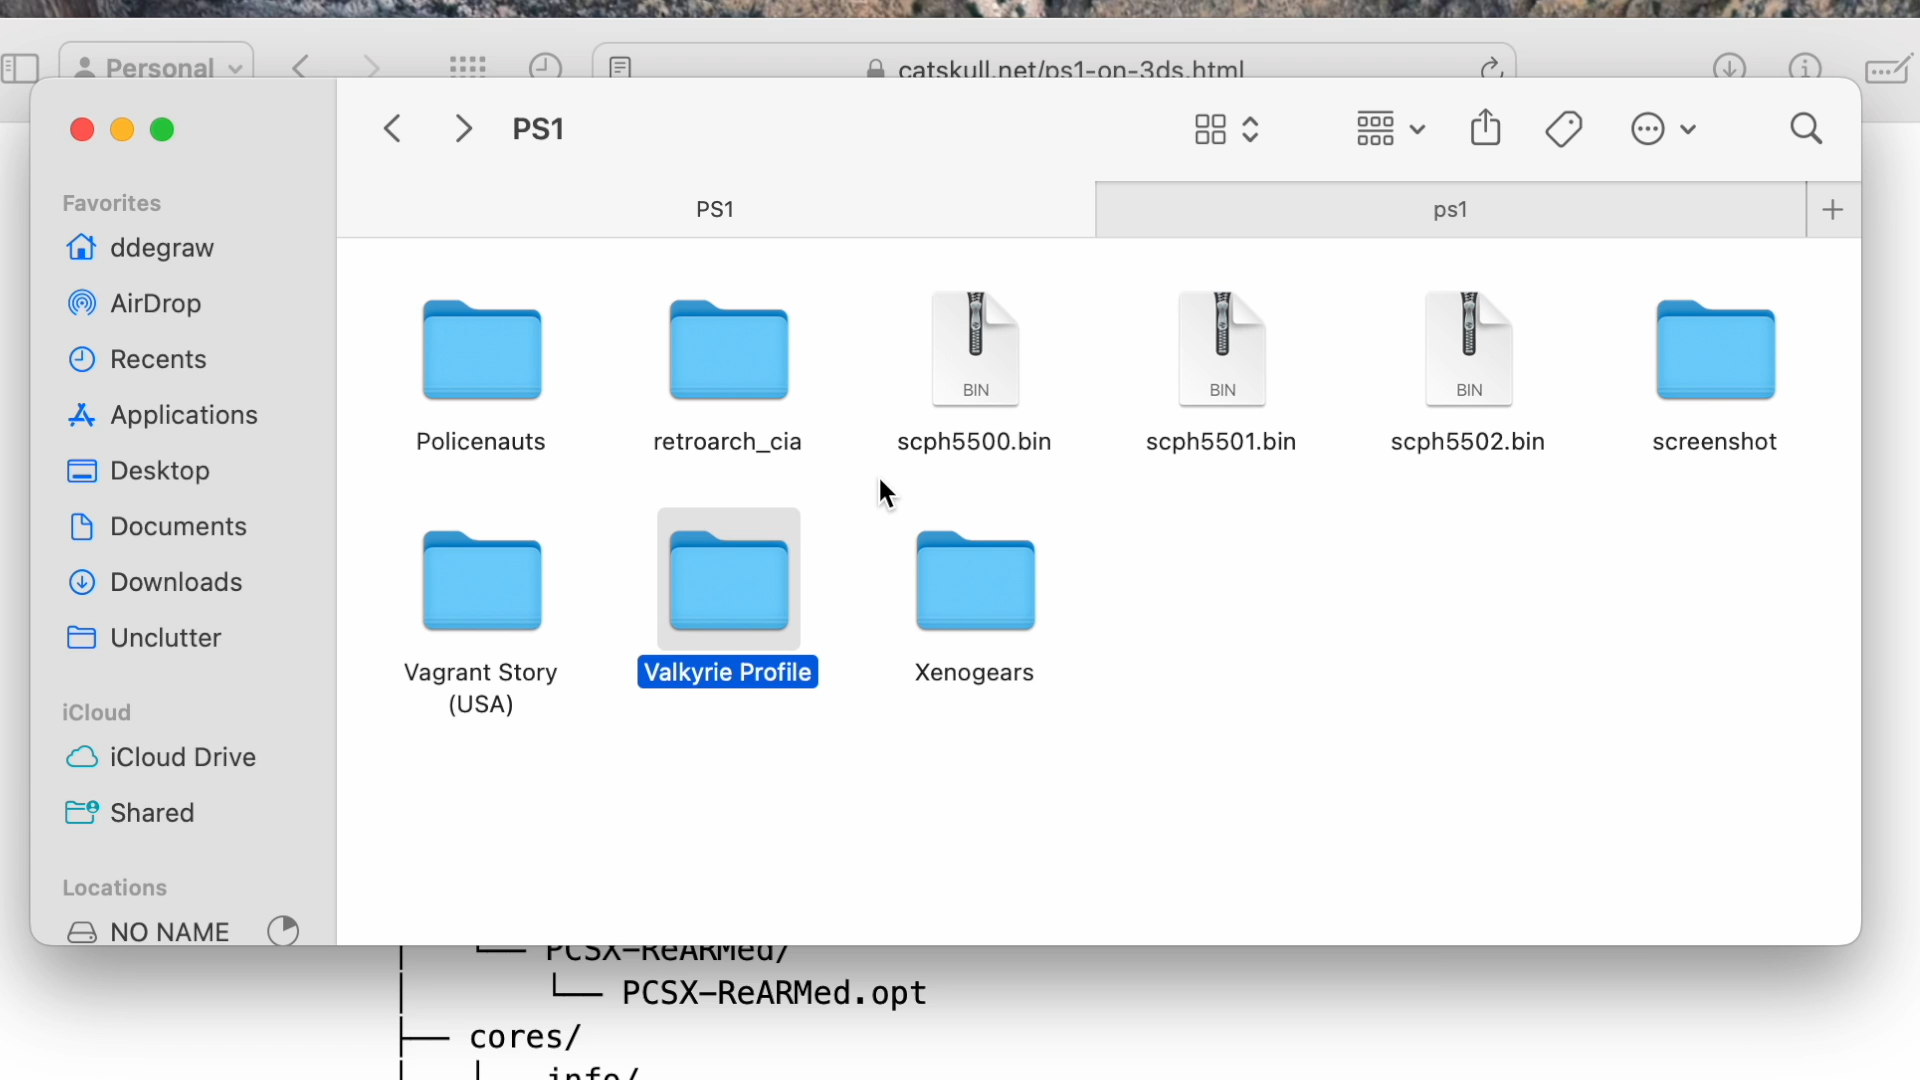 Personal
catskull.net/ps1-on-3ds.html
PS1
Favorites
ddegraw
AirDrop
Recents
Applications
Desktop
Documents
Downloads
Unclutter
iCloud
iCloud Drive
Shared
Locations
NO NAME
PS1
ps1
BIN
BIN
BIN
Policenauts
retroarch_cia
scph5500.bin
scph5501.bin
scph5502.bin
screenshot
Vagrant Story
(USA)
Valkyrie Profile
Xenogears
PCSX-ReARMed/
PCSX-ReARMed.opt
cores/
info/